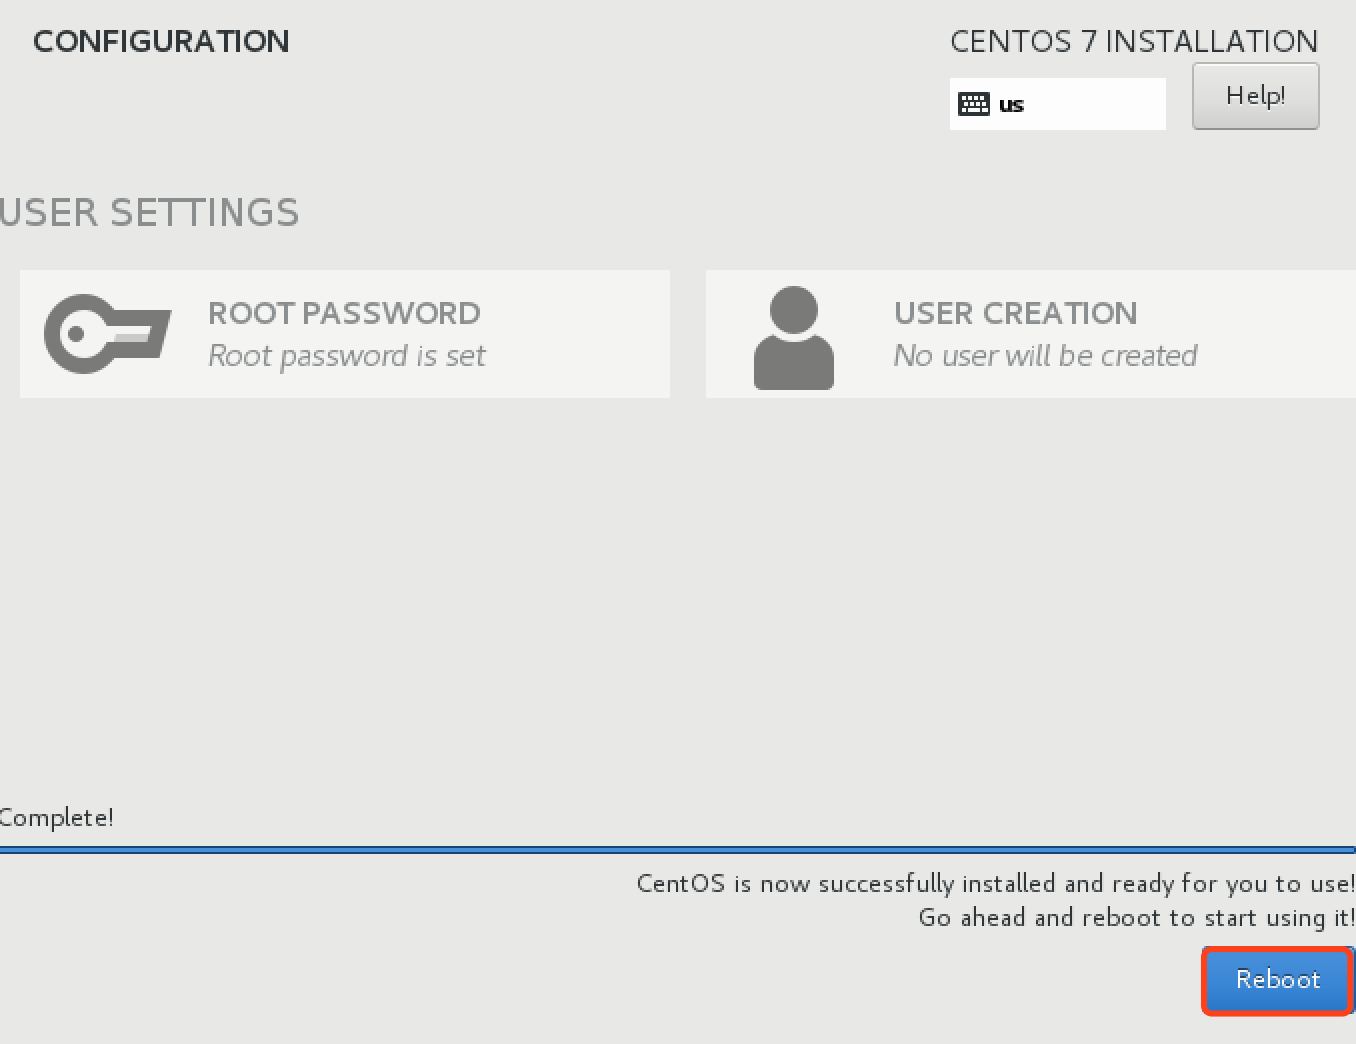 CONFIGURATION
CENTOS 7 INSTALLATION
us
Help!
USER SETTINGS
ROOT PASSWORD
Root password is set
USER CREATION
No user will be created
Complete!
CentOS is now successfully installed and ready for you to use!
Go ahead and reboot to start using it!
Reboot